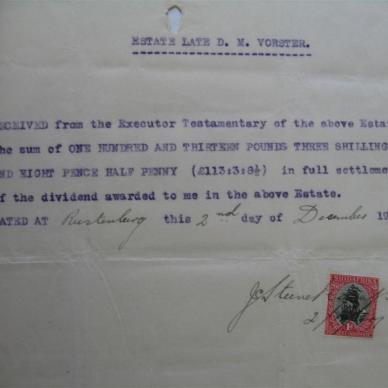 ESTATE LATE D. M. VORSTER.
ECEIVED from the Executor Testamentary of the above Estat
he sum of ONE HUNDRED AND THIRTEEN POUNDS THREE SHILLING
ND EIGHT PENCE HALF PENNY (£113:3:8½) in full settleme
f the dividend awarded to me in the above Estate.
ATED AT Rustenburg this 2nd day of December 19